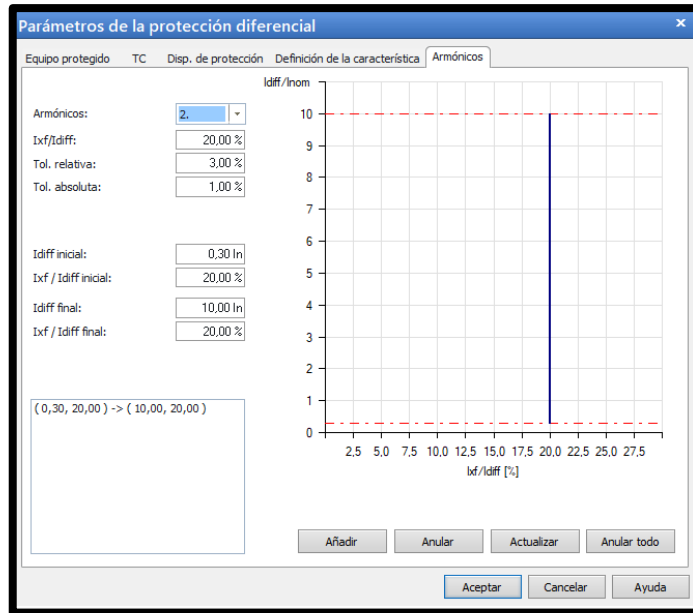 Parámetros de la protección diferencial
×
Equipo protegido TC Disp. de protección Definición de la característica Armónicos
Idiff/Inom
Armónicos: 2.
Ixf/Idiff: 20,00 %
Tol. relativa: 3,00 %
Tol. absoluta: 1,00 %
Idiff inicial: 0,30 In
Ixf / Idiff inicial: 20,00 %
Idiff final: 10,00 In
Ixf / Idiff final: 20,00 %
( 0,30, 20,00 ) -> ( 10,00, 20,00 )
10
9
8
7
6
5
4
3
2
1
0
2,5 5,0 7,5 10,0 12,5 15,0 17,5 20,0 22,5 25,0 27,5
Ixf/Idiff [%]
Añadir Anular Actualizar Anular todo
Aceptar Cancelar Ayuda